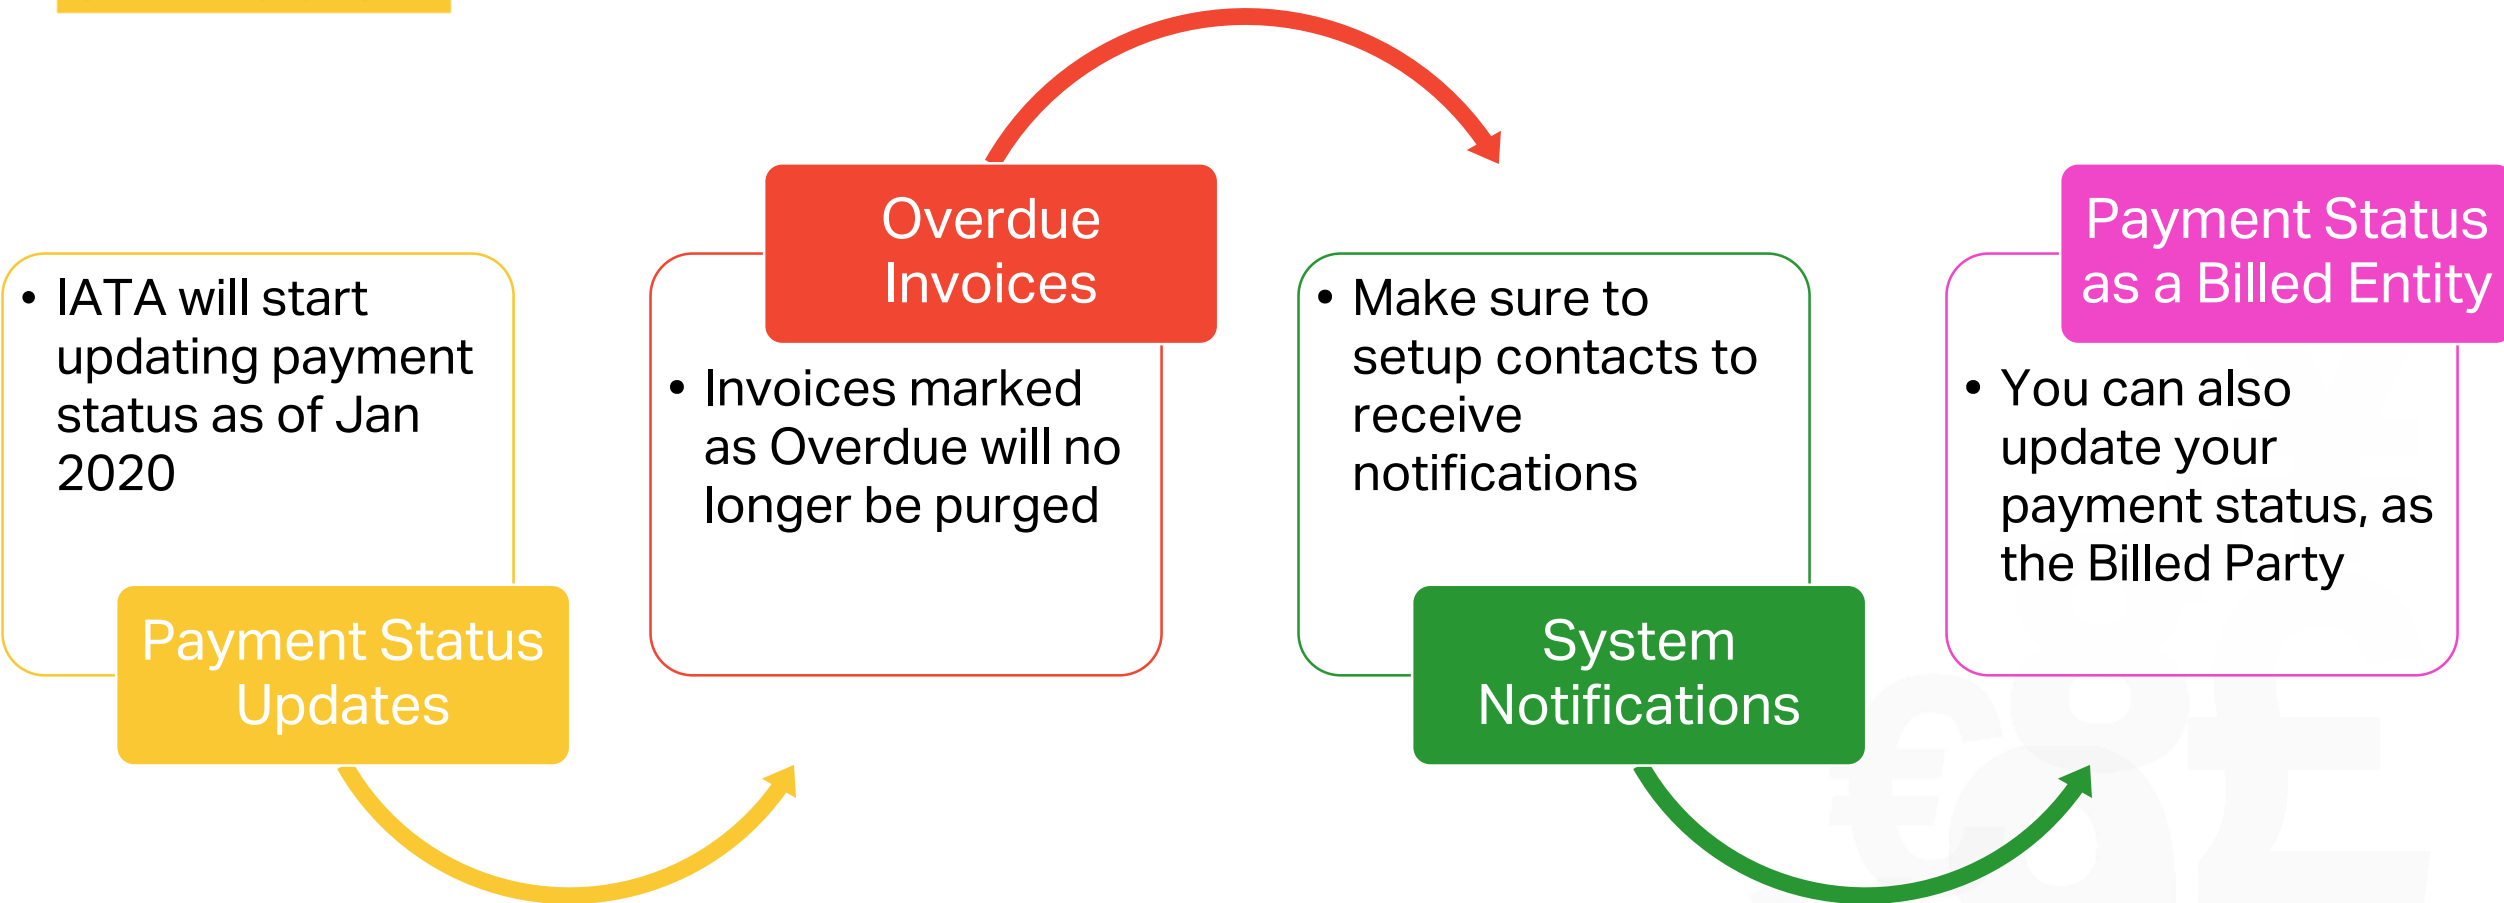 • IATA will start
updating payment
status as of Jan
2020
Payment Status
Updates
Overdue
Invoices
• Invoices marked
as Overdue will no
longer be purged
• Make sure to
setup contacts to
receive
notifications
System
Notifications
Payment Status
as a Billed Entity
• You can also
update your
payment status, as
the Billed Party